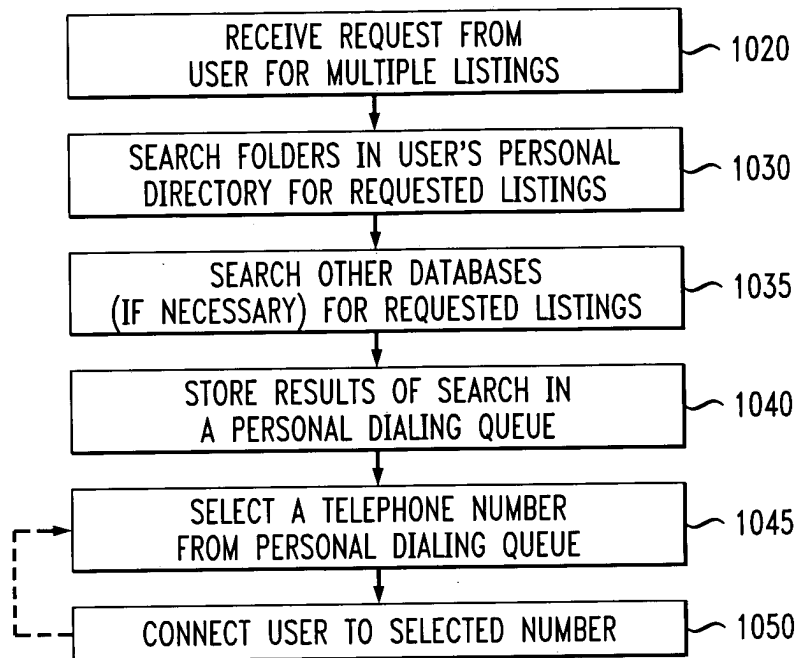 RECEIVE REQUEST FROM
USER FOR MULTIPLE LISTINGS
1020
SEARCH FOLDERS IN USER'S PERSONAL
DIRECTORY FOR REQUESTED LISTINGS
1030
SEARCH OTHER DATABASES
(IF NECESSARY) FOR REQUESTED LISTINGS
1035
STORE RESULTS OF SEARCH IN
A PERSONAL DIALING QUEUE
1040
SELECT A TELEPHONE NUMBER
FROM PERSONAL DIALING QUEUE
1045
CONNECT USER TO SELECTED NUMBER
1050